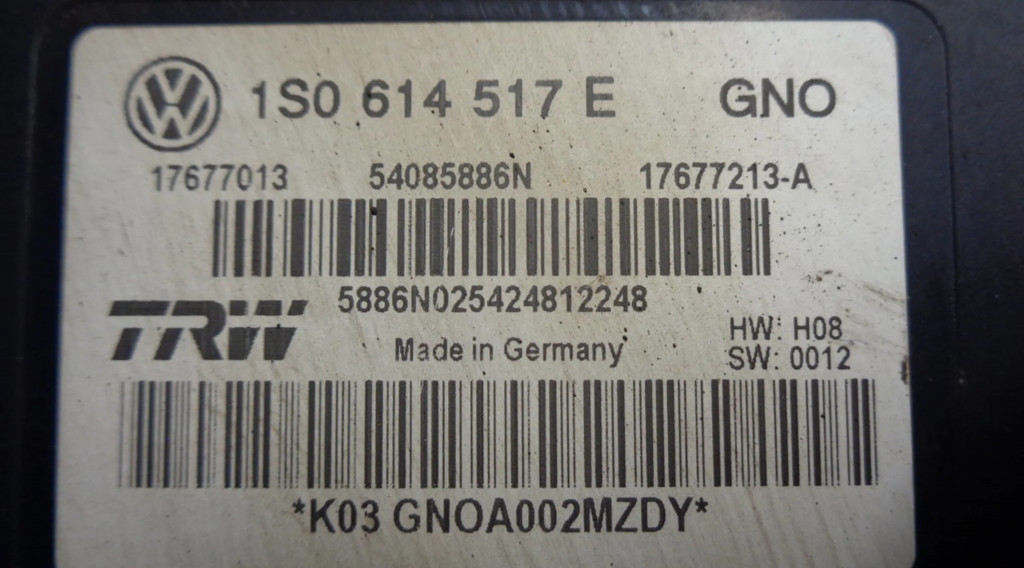 1S0 614 517 E GNO
17677013 54085886N 17677213-A
5886N025424812248
TRW Made in Germany HW: H08
SW: 0012
*K03 GNOA002MZDY*